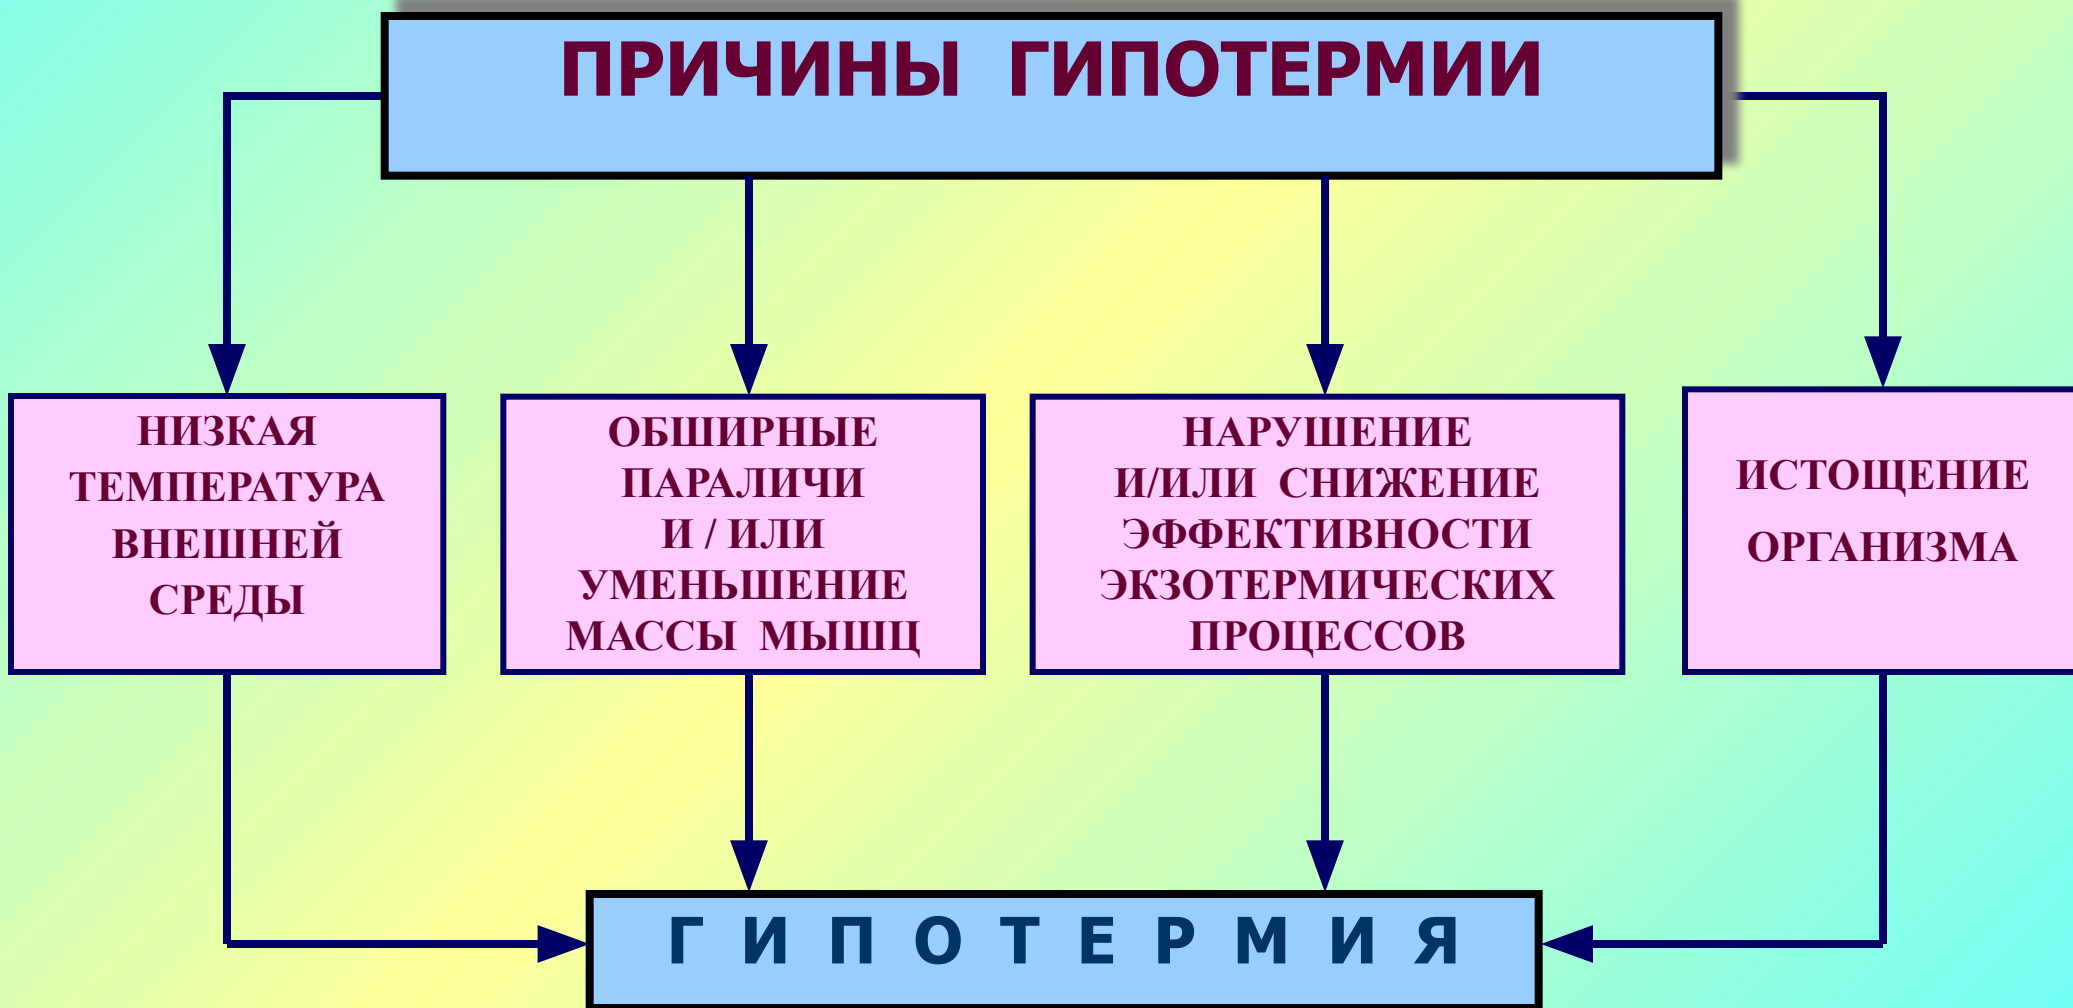 ПРИЧИНЫ ГИПОТЕРМИИ
НИЗКАЯ
ТЕМПЕРАТУРА
ВНЕШНЕЙ
СРЕДЫ
ОБШИРНЫЕ
ПАРАЛИЧИ
И / ИЛИ
УМЕНЬШЕНИЕ
МАССЫ МЫШЦ
НАРУШЕНИЕ
И/ИЛИ СНИЖЕНИЕ
ЭФФЕКТИВНОСТИ
ЭКЗОТЕРМИЧЕСКИХ
ПРОЦЕССОВ
ИСТОЩЕНИЕ
ОРГАНИЗМА
Г И П О Т Е Р М И Я